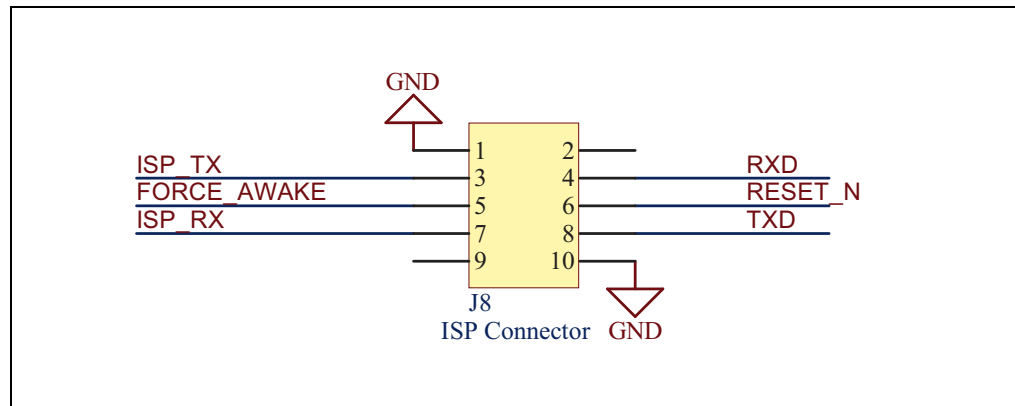 GND
1 2
ISP_TX 3 4 RXD
FORCE_AWAKE 5 6 RESET_N
ISP_RX 7 8 TXD
9 10
J8
ISP Connector GND